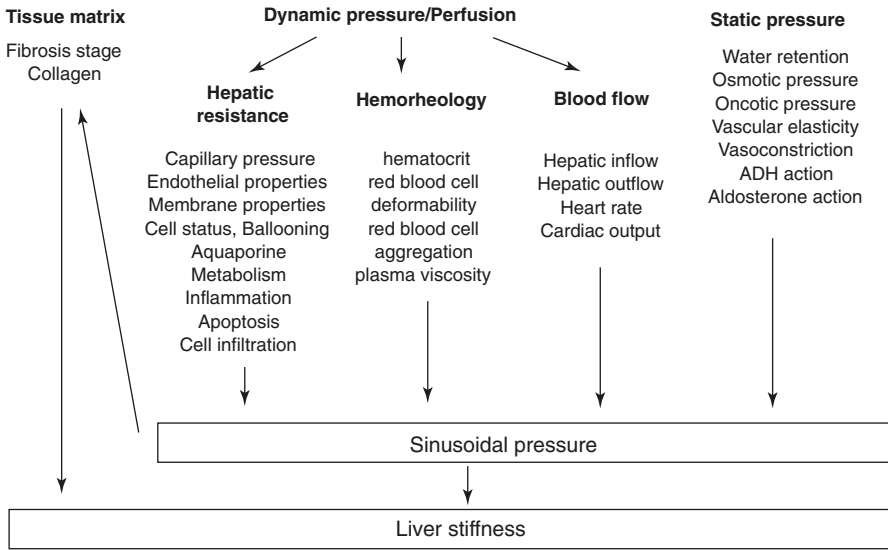 Tissue matrix
Fibrosis stage
Collagen
Dynamic pressure/Perfusion
Hepatic
resistance
Capillary pressure
Endothelial properties
Membrane properties
Cell status, Ballooning
Aquaporine
Metabolism
Inflammation
Apoptosis
Cell infiltration
Hemorheology
hematocrit
red blood cell
deformability
red blood cell
aggregation
plasma viscosity
Blood flow
Hepatic inflow
Hepatic outflow
Heart rate
Cardiac output
Static pressure
Water retention
Osmotic pressure
Oncotic pressure
Vascular elasticity
Vasoconstriction
ADH action
Aldosterone action
Sinusoidal pressure
Liver stiffness